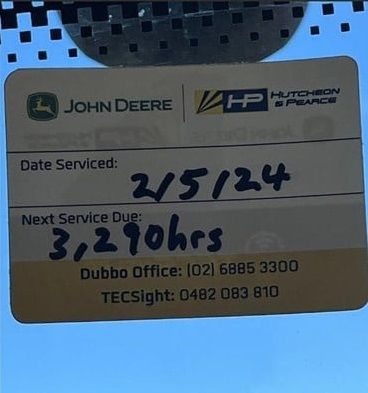 JOHN DEERE
HP HUTCHEON & PEARCE
Date Serviced:
2/5/24
Next Service Due:
3,290hrs
Dubbo Office: (02) 6885 3300
TECSight: 0482 083 810